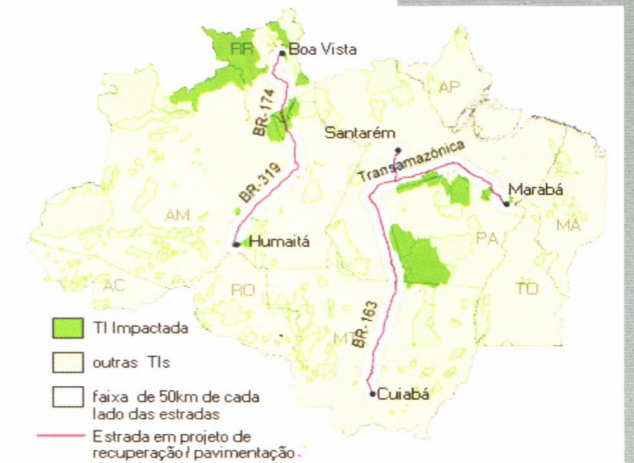 RR
Boa Vista
AP
BR-174
Santarém
Transamazônica
BR-319
Marabá
AM
PA
MA
Humaitá
AC
RO
TO
MT
BR-163
Cuiabá
TI Impactada
outras TIs
faixa de 50km de cada
lado das estradas
Estrada em projeto de
recuperação/ pavimentação